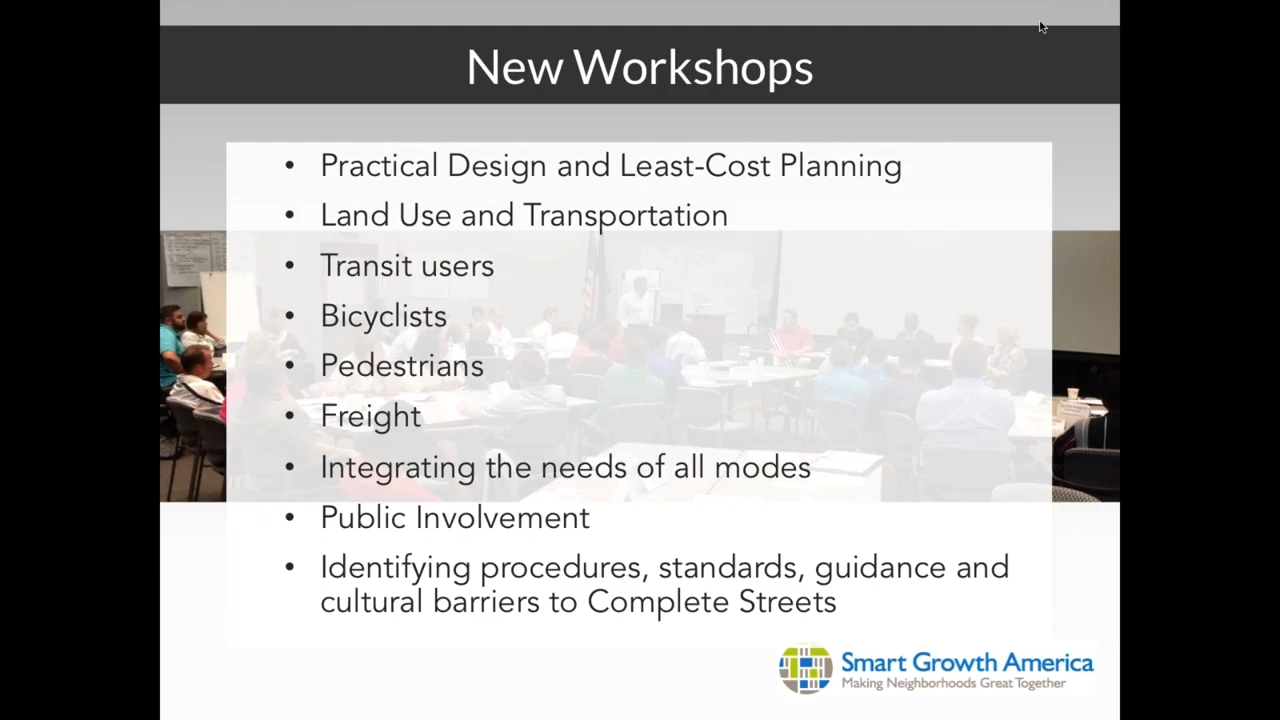 New Workshops
• Practical Design and Least-Cost Planning
• Land Use and Transportation
• Transit users
• Bicyclists
• Pedestrians
• Freight
• Integrating the needs of all modes
• Public Involvement
• Identifying procedures, standards, guidance and
cultural barriers to Complete Streets
Smart Growth America
Making Neighborhoods Great Together